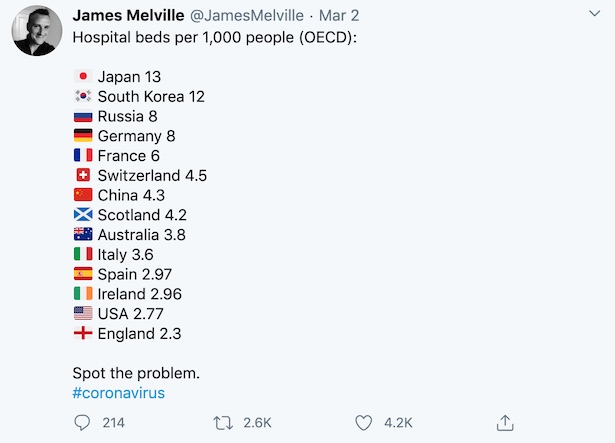 James Melville @JamesMelville · Mar 2
Hospital beds per 1,000 people (OECD):
🇯🇵 Japan 13
🇰🇷 South Korea 12
🇷🇺 Russia 8
🇩🇪 Germany 8
🇫🇷 France 6
🇨🇭 Switzerland 4.5
🇨🇳 China 4.3
🏴󠁧󠁢󠁳󠁣󠁴󠁿 Scotland 4.2
🇦🇺 Australia 3.8
🇮🇹 Italy 3.6
🇪🇸 Spain 2.97
🇮🇪 Ireland 2.96
🇺🇸 USA 2.77
🏴󠁧󠁢󠁥󠁮󠁧󠁿 England 2.3
Spot the problem.
#coronavirus
214 2.6K 4.2K